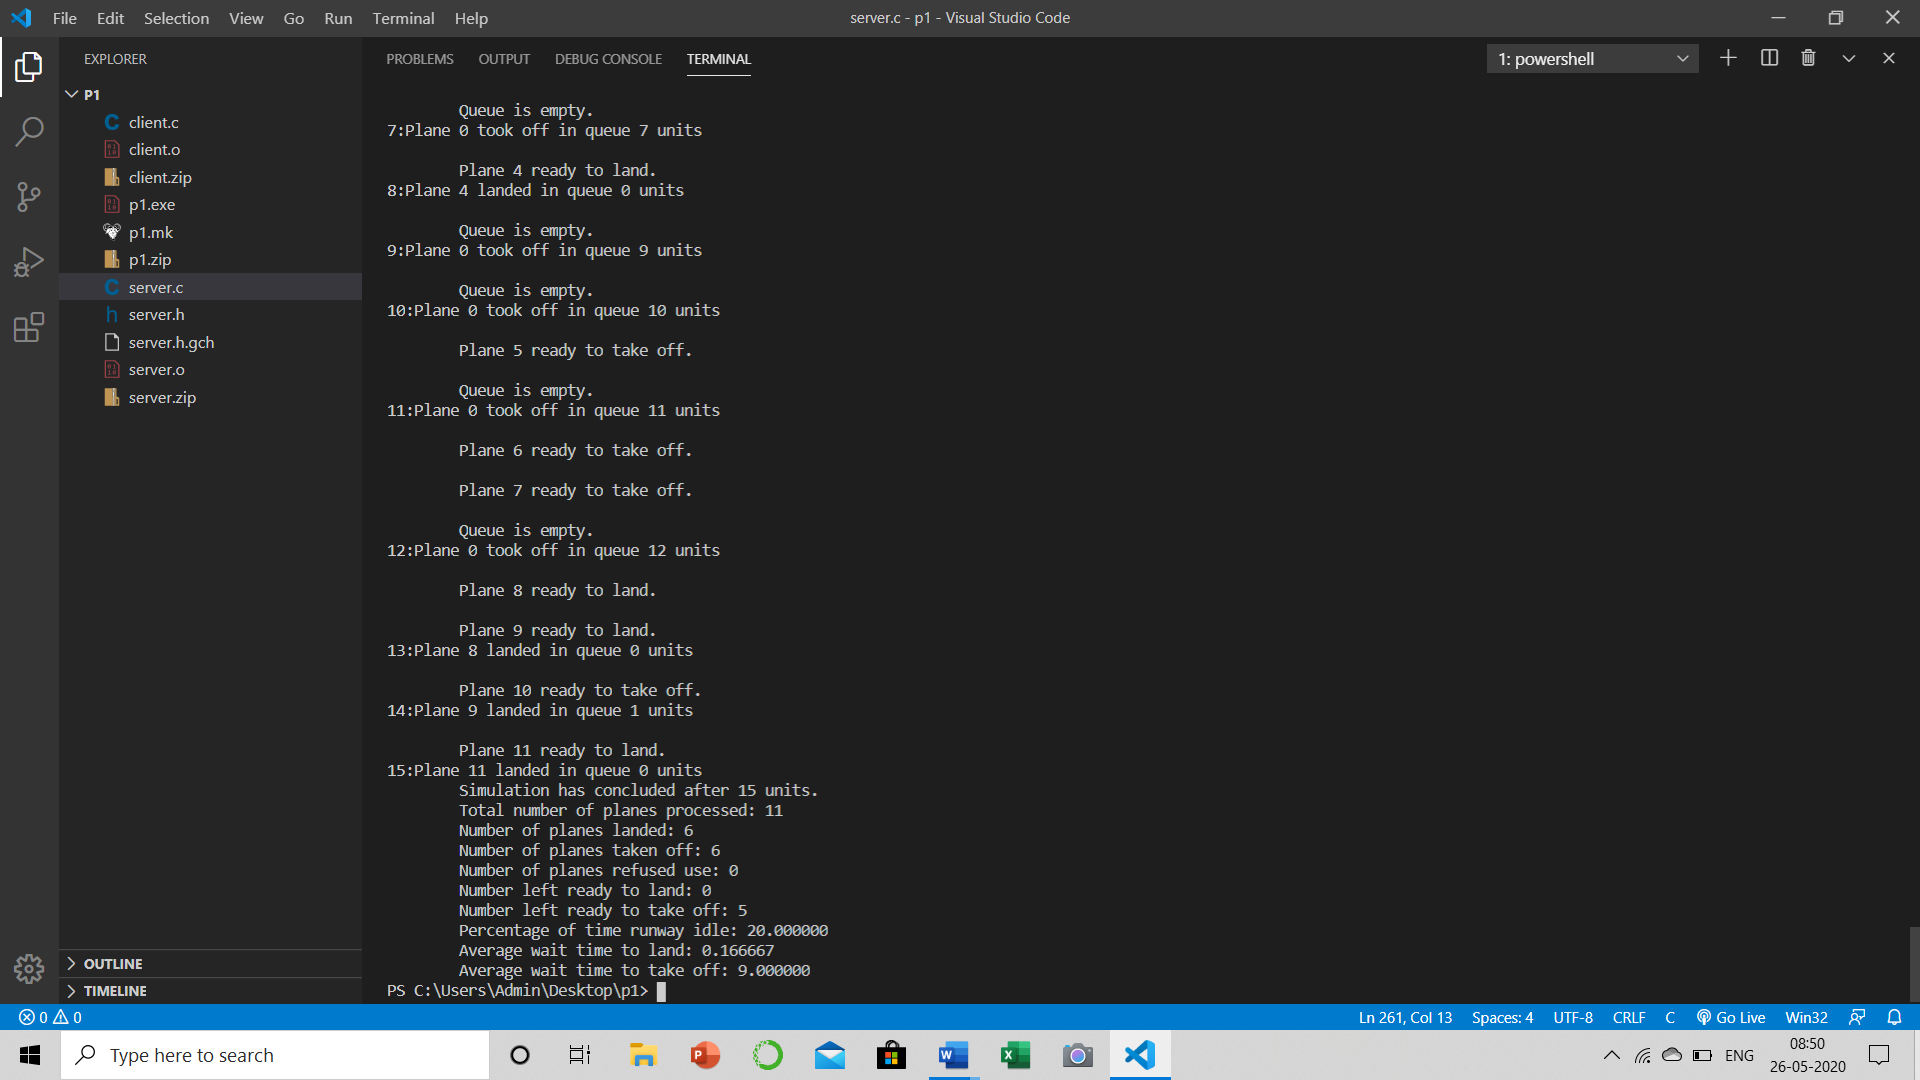 File Edit Selection View Go Run Terminal Help
server.c - p1 - Visual Studio Code
EXPLORER
P1
client.c
client.o
client.zip
p1.exe
p1.mk
p1.zip
server.c
server.h
server.h.gch
server.o
server.zip
OUTLINE
TIMELINE
PROBLEMS OUTPUT DEBUG CONSOLE TERMINAL
1: powershell
Queue is empty.
7:Plane 0 took off in queue 7 units
Plane 4 ready to land.
8:Plane 4 landed in queue 0 units
Queue is empty.
9:Plane 0 took off in queue 9 units
Queue is empty.
10:Plane 0 took off in queue 10 units
Plane 5 ready to take off.
Queue is empty.
11:Plane 0 took off in queue 11 units
Plane 6 ready to take off.
Plane 7 ready to take off.
Queue is empty.
12:Plane 0 took off in queue 12 units
Plane 8 ready to land.
Plane 9 ready to land.
13:Plane 8 landed in queue 0 units
Plane 10 ready to take off.
14:Plane 9 landed in queue 1 units
Plane 11 ready to land.
15:Plane 11 landed in queue 0 units
Simulation has concluded after 15 units.
Total number of planes processed: 11
Number of planes landed: 6
Number of planes taken off: 6
Number of planes refused use: 0
Number left ready to land: 0
Number left ready to take off: 5
Percentage of time runway idle: 20.000000
Average wait time to land: 0.166667
Average wait time to take off: 9.000000
PS C:\Users\Admin\Desktop\p1>
0 0
Ln 261, Col 13 Spaces: 4 UTF-8 CRLF C Go Live Win32
Type here to search
ENG
08:50
26-05-2020